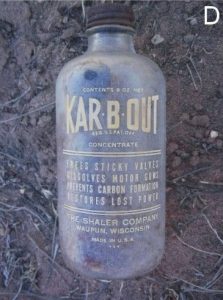 D
CONTENTS 8 OZ. NET
KAR·B·OUT
REG. U.S. PAT. OFF.
CONCENTRATE
FREES STICKY VALVES
DISSOLVES MOTOR GUMS
PREVENTS CARBON FORMATION
RESTORES LOST POWER
THE SHALER COMPANY
WAUPUN, WISCONSIN
MADE IN U.S.A.